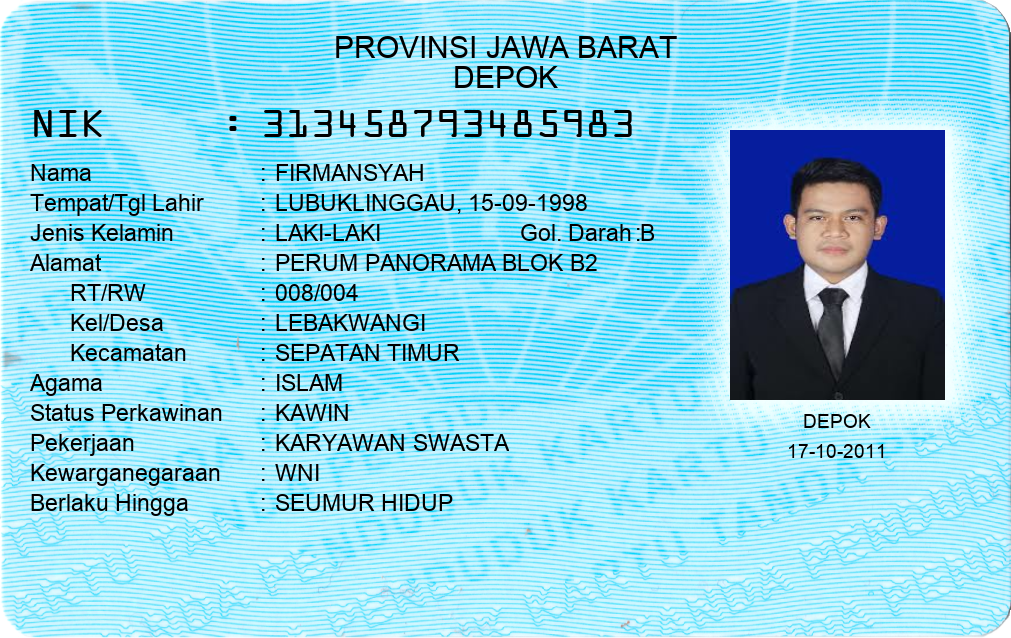 PROVINSI JAWA BARAT
DEPOK
NIK : 3134587934985983
Nama : FIRMANSYAH
Tempat/Tgl Lahir : LUBUKLINGGAU, 15-09-1998
Jenis Kelamin : LAKI-LAKI Gol. Darah :B
Alamat : PERUM PANORAMA BLOK B2
RT/RW : 008/004
Kel/Desa : LEBAKWANGI
Kecamatan : SEPATAN TIMUR
Agama : ISLAM
Status Perkawinan : KAWIN
Pekerjaan : KARYAWAN SWASTA
Kewarganegaraan : WNI
Berlaku Hingga : SEUMUR HIDUP
DEPOK
17-10-2011